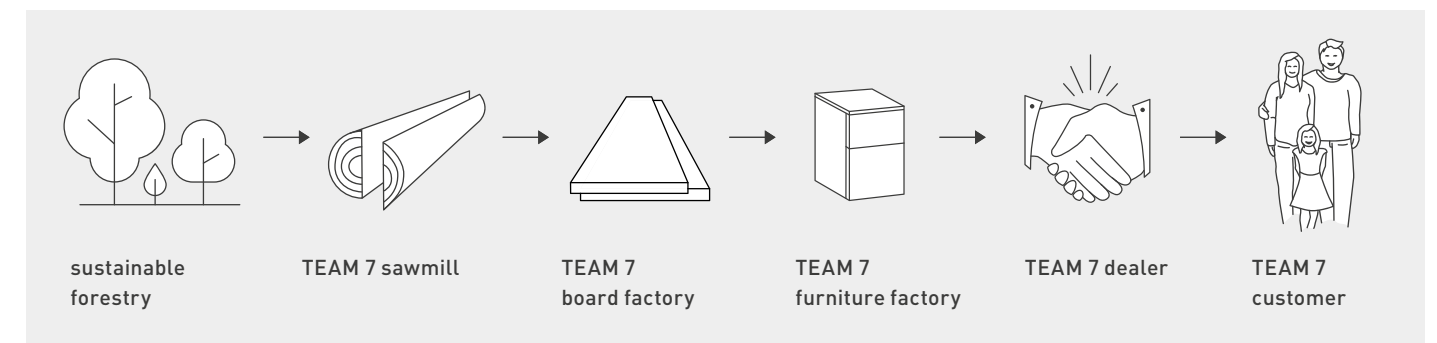 sustainable
forestry
TEAM 7 sawmill
TEAM 7
board factory
TEAM 7
furniture factory
TEAM 7 dealer
TEAM 7
customer